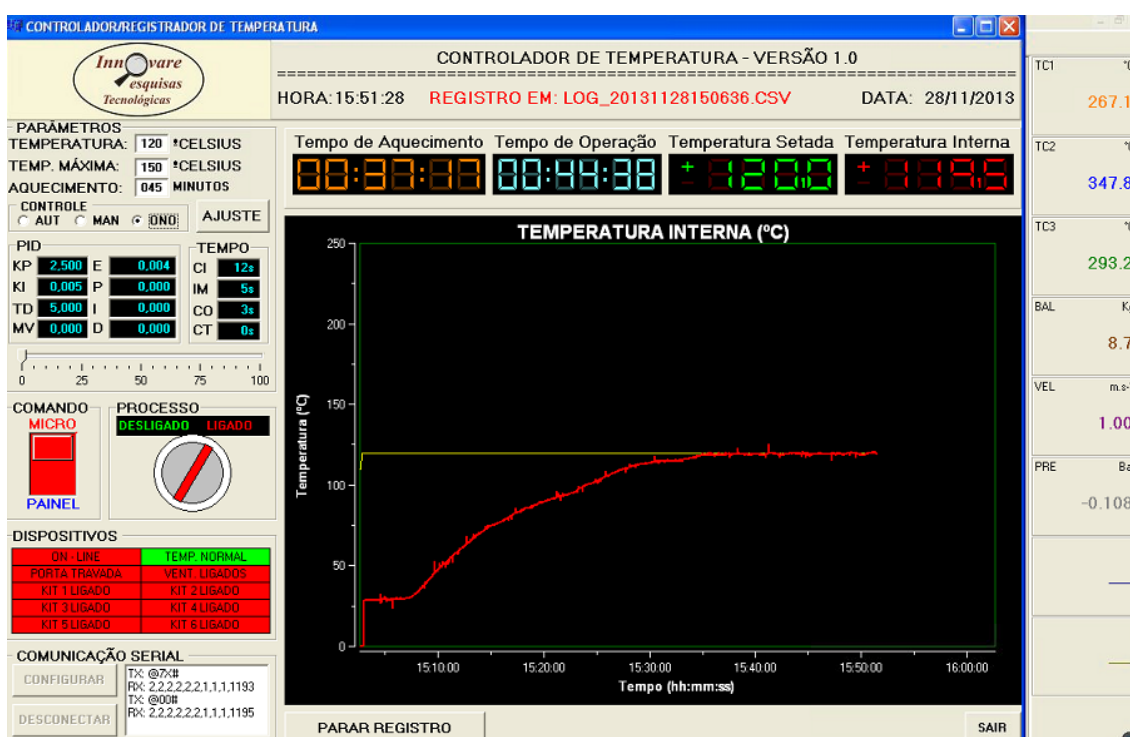 CONTROLADOR/REGISTRADOR DE TEMPERATURA
Innovare
esquisas
Tecnológicas
CONTROLADOR DE TEMPERATURA - VERSÃO 1.0
HORA: 15:51:28 REGISTRO EM: LOG_20131128150636.CSV DATA: 28/11/2013
PARÂMETROS
TEMPERATURA: 120 ºCELSIUS
TEMP. MÁXIMA: 150 ºCELSIUS
AQUECIMENTO: 045 MINUTOS
CONTROLE
AUT MAN ONO
AJUSTE
PID
KP 2,500 E 0,004
KI 0,005 P 0,000
TD 5,000 I 0,000
MV 0,000 D 0,000
TEMPO
CI 12s
IM 5s
CO 3s
CT 0s
0 25 50 75 100
COMANDO
MICRO
PAINEL
PROCESSO
DESLIGADO LIGADO
DISPOSITIVOS
ON - LINE TEMP. NORMAL
PORTA TRAVADA VENT. LIGADOS
KIT 1 LIGADO KIT 2 LIGADO
KIT 3 LIGADO KIT 4 LIGADO
KIT 5 LIGADO KIT 6 LIGADO
COMUNICAÇÃO SERIAL
CONFIGURAR
DESCONECTAR
TX: @7X#
RX: 2,2,2,2,2,2,1,1,1,1193
TX: @00#
RX: 2,2,2,2,2,2,1,1,1,1195
Tempo de Aquecimento Tempo de Operação Temperatura Setada Temperatura Interna
00:44:38 + 120,0 + 119,5
TEMPERATURA INTERNA (ºC)
Temperatura (ºC)
250
200
150
100
50
0
15:10:00 15:20:00 15:30:00 15:40:00 15:50:00 16:00:00
Tempo (hh:mm:ss)
PARAR REGISTRO
SAIR
TC1
267.1
TC2
347.8
TC3
293.2
BAL
8.7
VEL m.s-
1.00
PRE Ba
-0.108